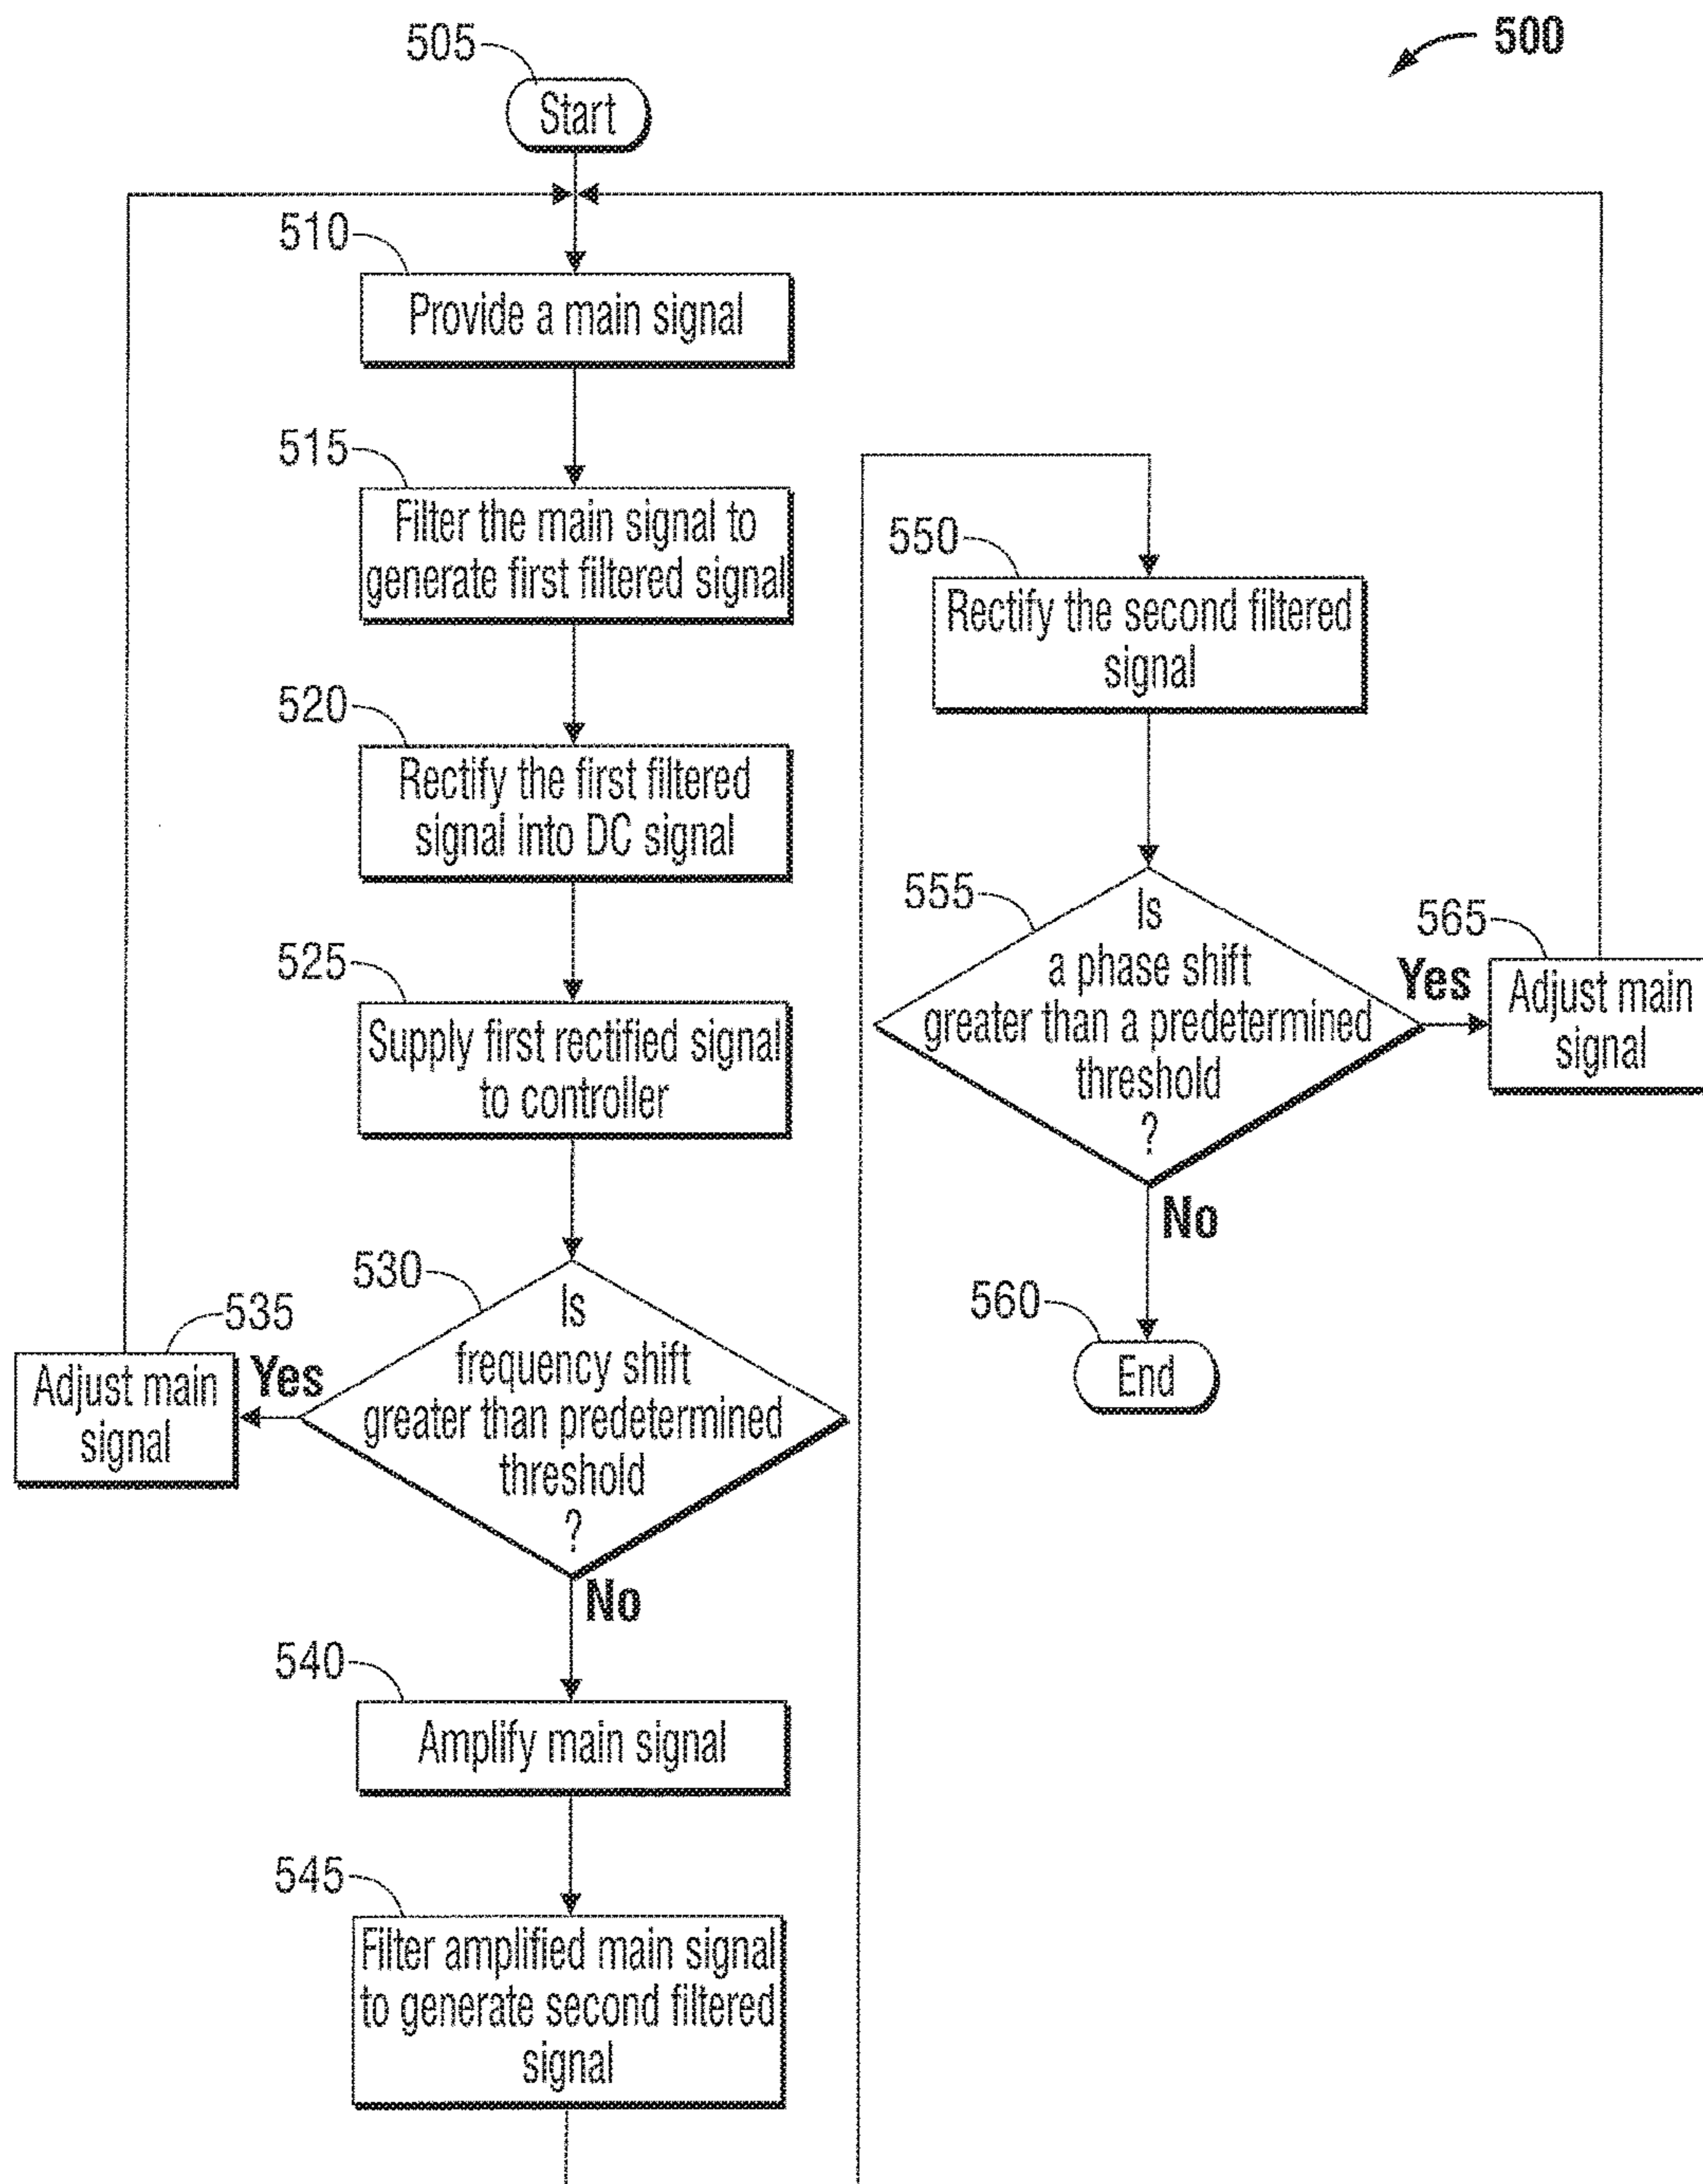 500
505
Start
510
Provide a main signal
515
Filter the main signal to
generate first filtered signal
520
Rectify the first filtered
signal into DC signal
525
Supply first rectified signal
to controller
530
Is
frequency shift
greater than predetermined
threshold
?
Yes
535
Adjust main
signal
No
540
Amplify main signal
545
Filter amplified main signal
to generate second filtered
signal
550
Rectify the second filtered
signal
555
Is
a phase shift
greater than a predetermined
threshold
?
Yes
565
Adjust main
signal
No
560
End